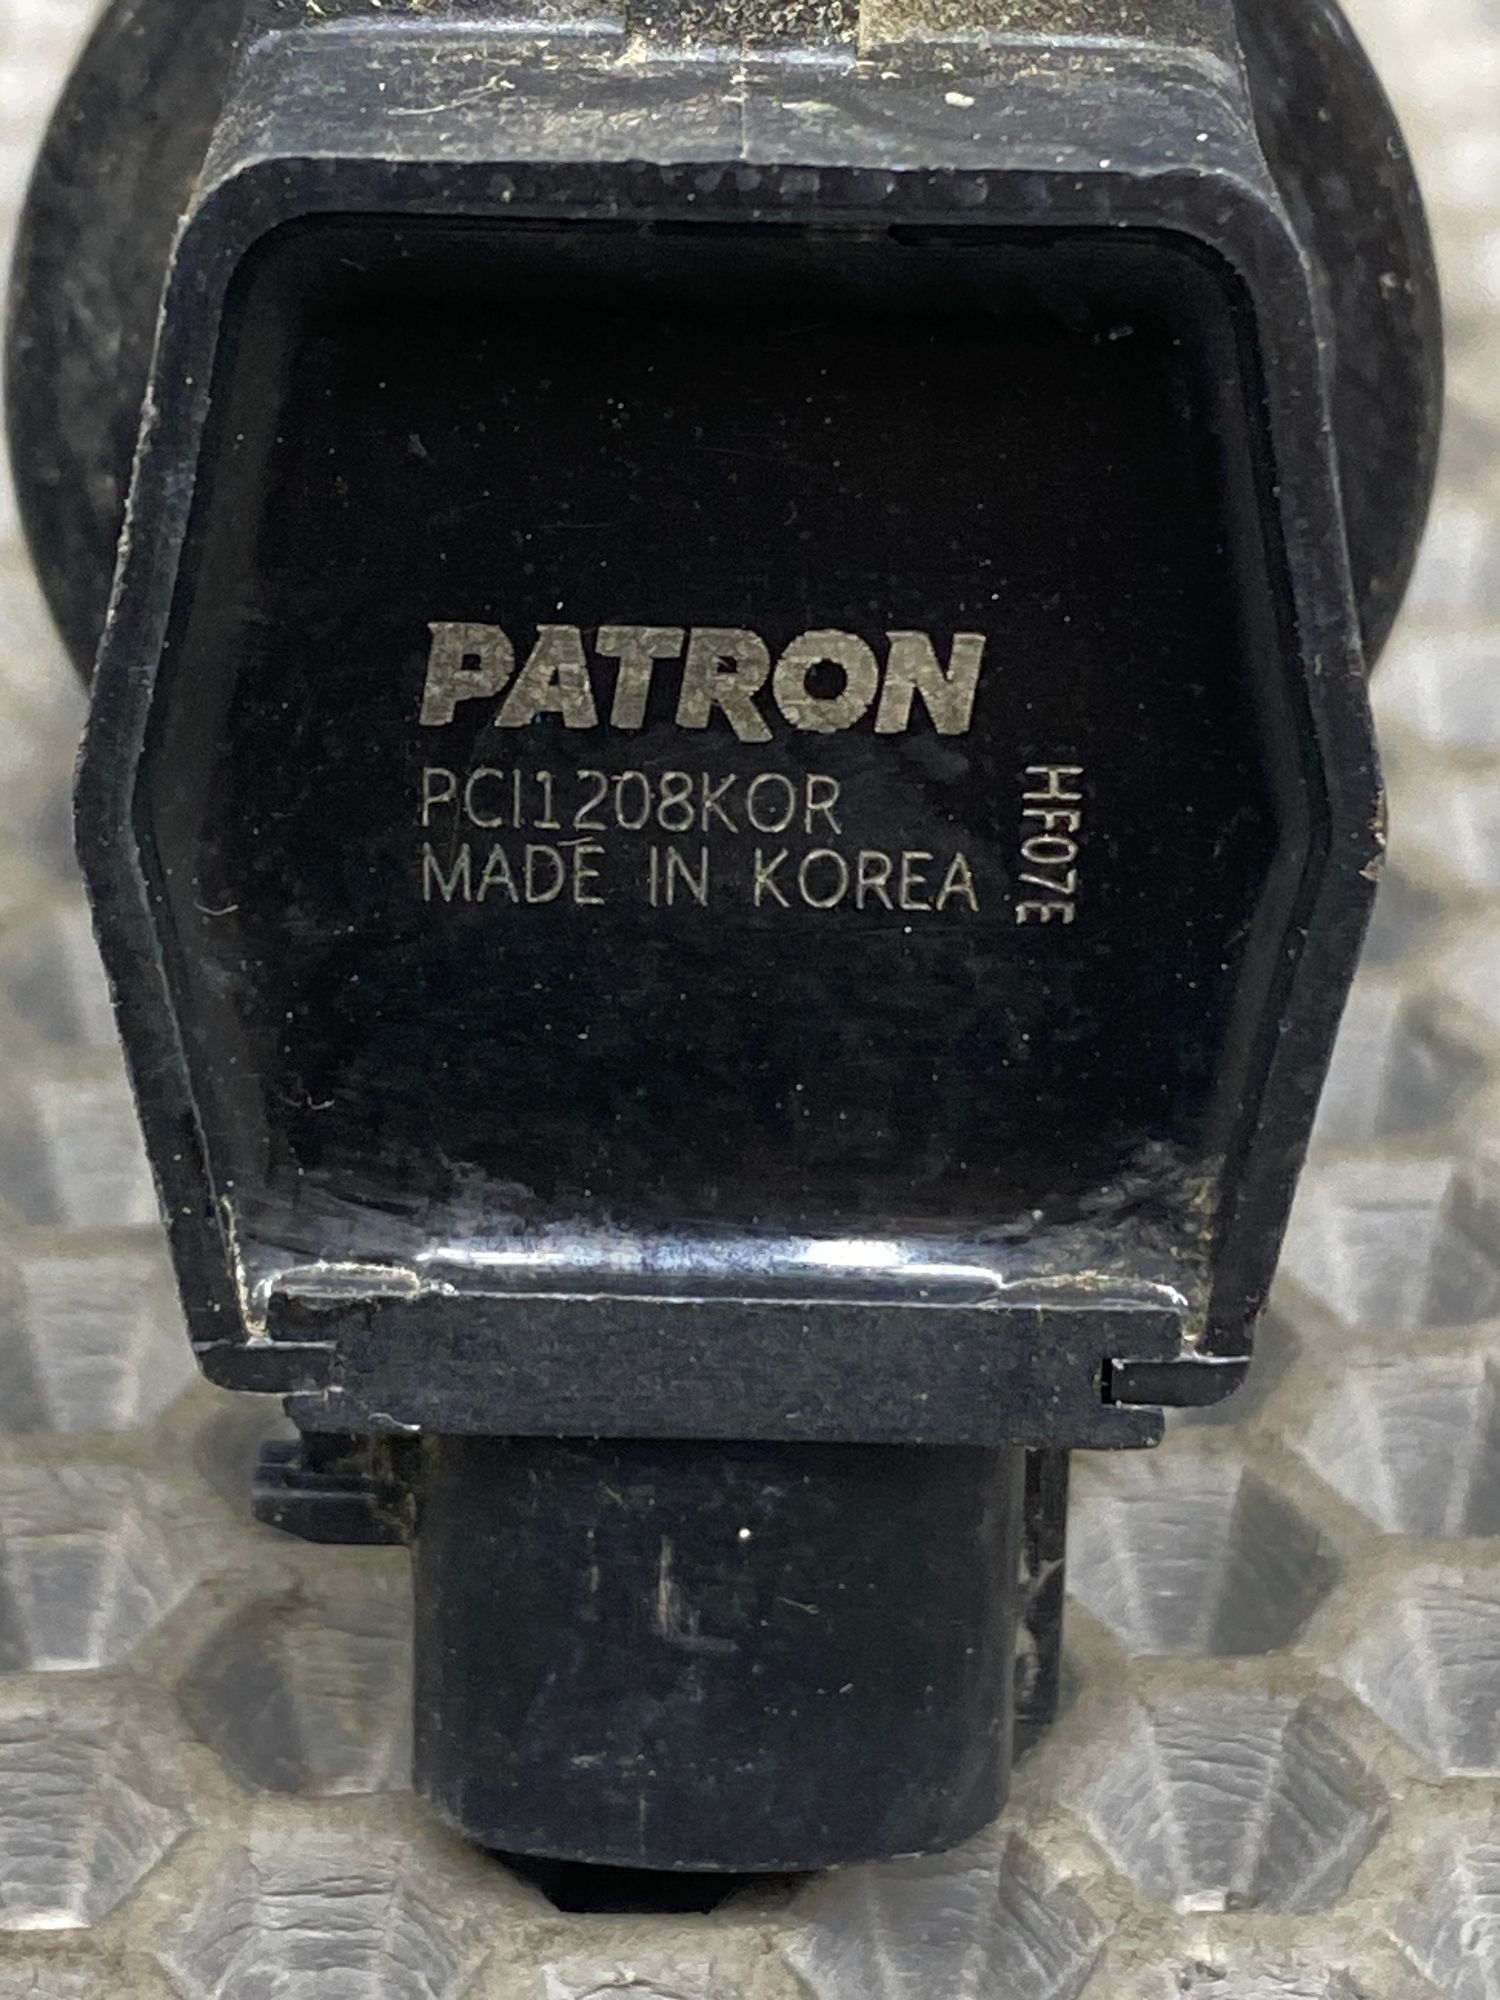 PATRON
PCI1208KOR
MADE IN KOREA
HF07E